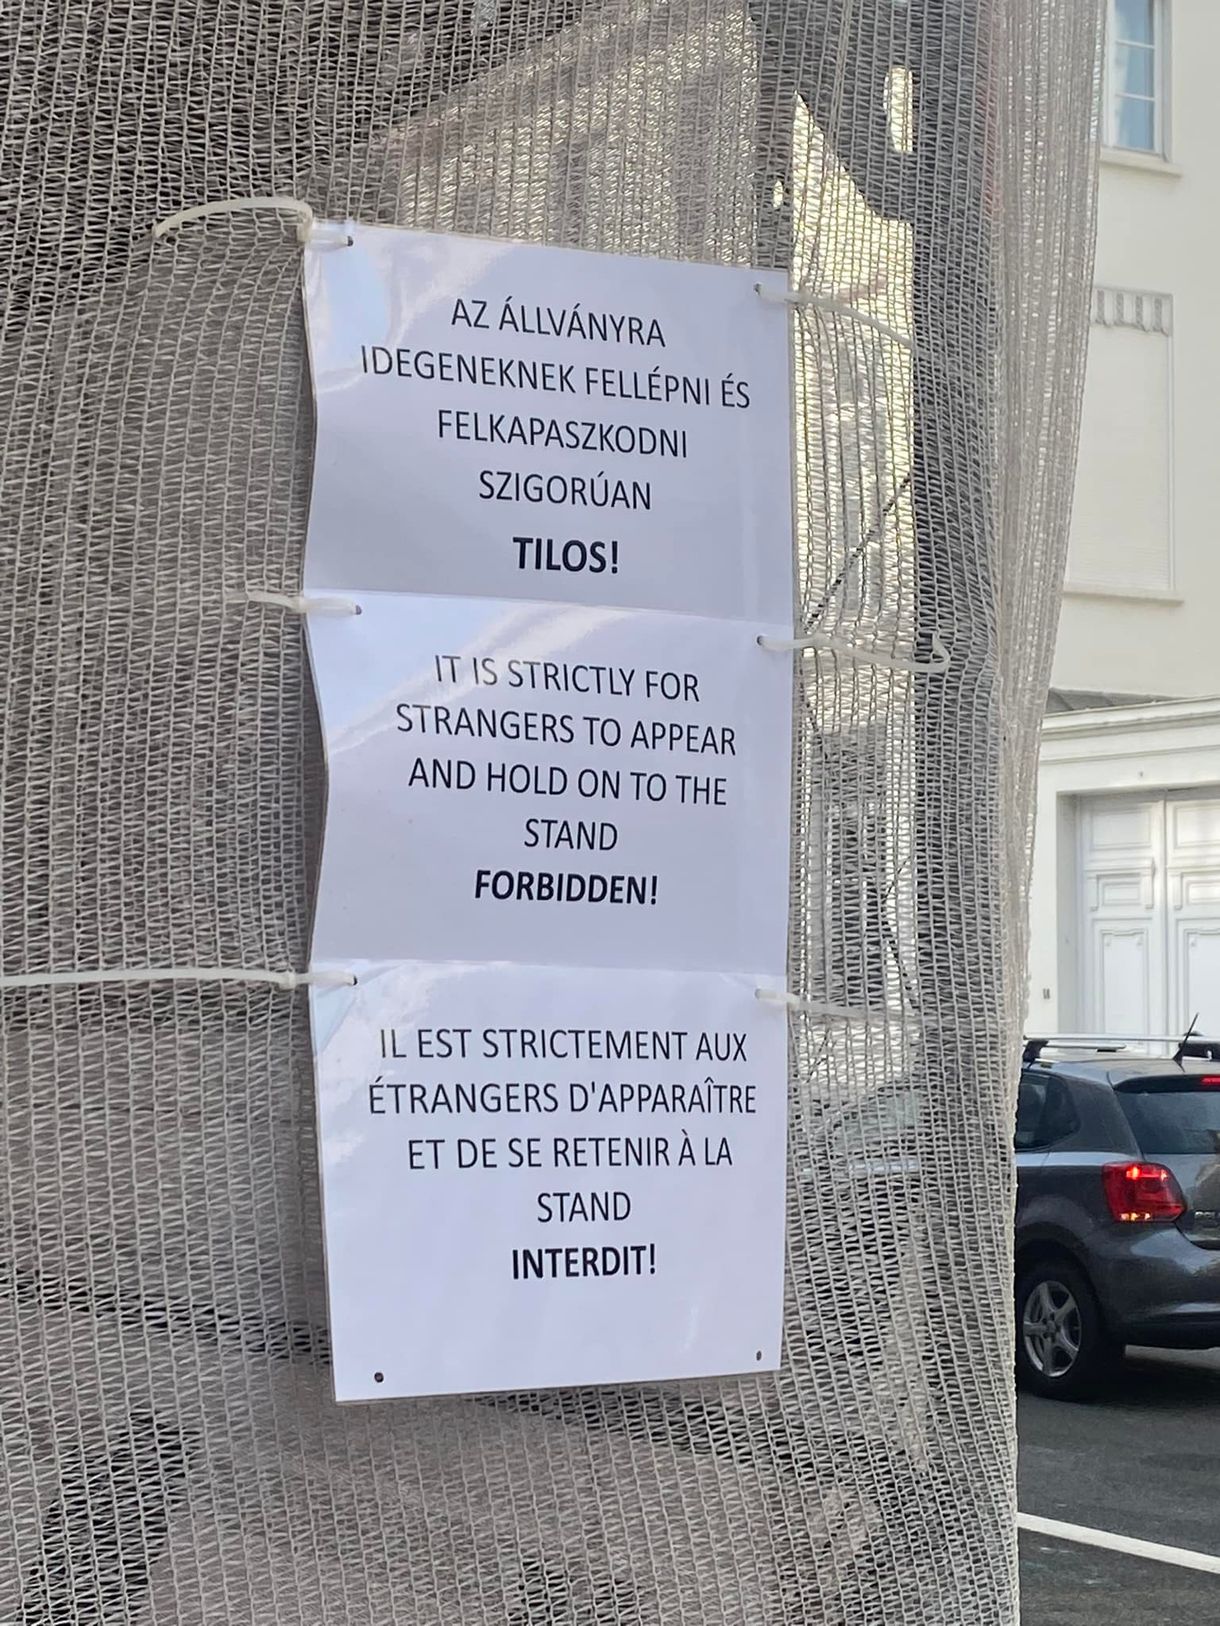 AZ ÁLLVÁNYRA
IDEGENEKNEK FELLÉPNI ÉS
FELKAPASZKODNI
SZIGORÚAN
TILOS!
IT IS STRICTLY FOR
STRANGERS TO APPEAR
AND HOLD ON TO THE
STAND
FORBIDDEN!
IL EST STRICTEMENT AUX
ÉTRANGERS D'APPARAÎTRE
ET DE SE RETENIR À LA
STAND
INTERDIT!